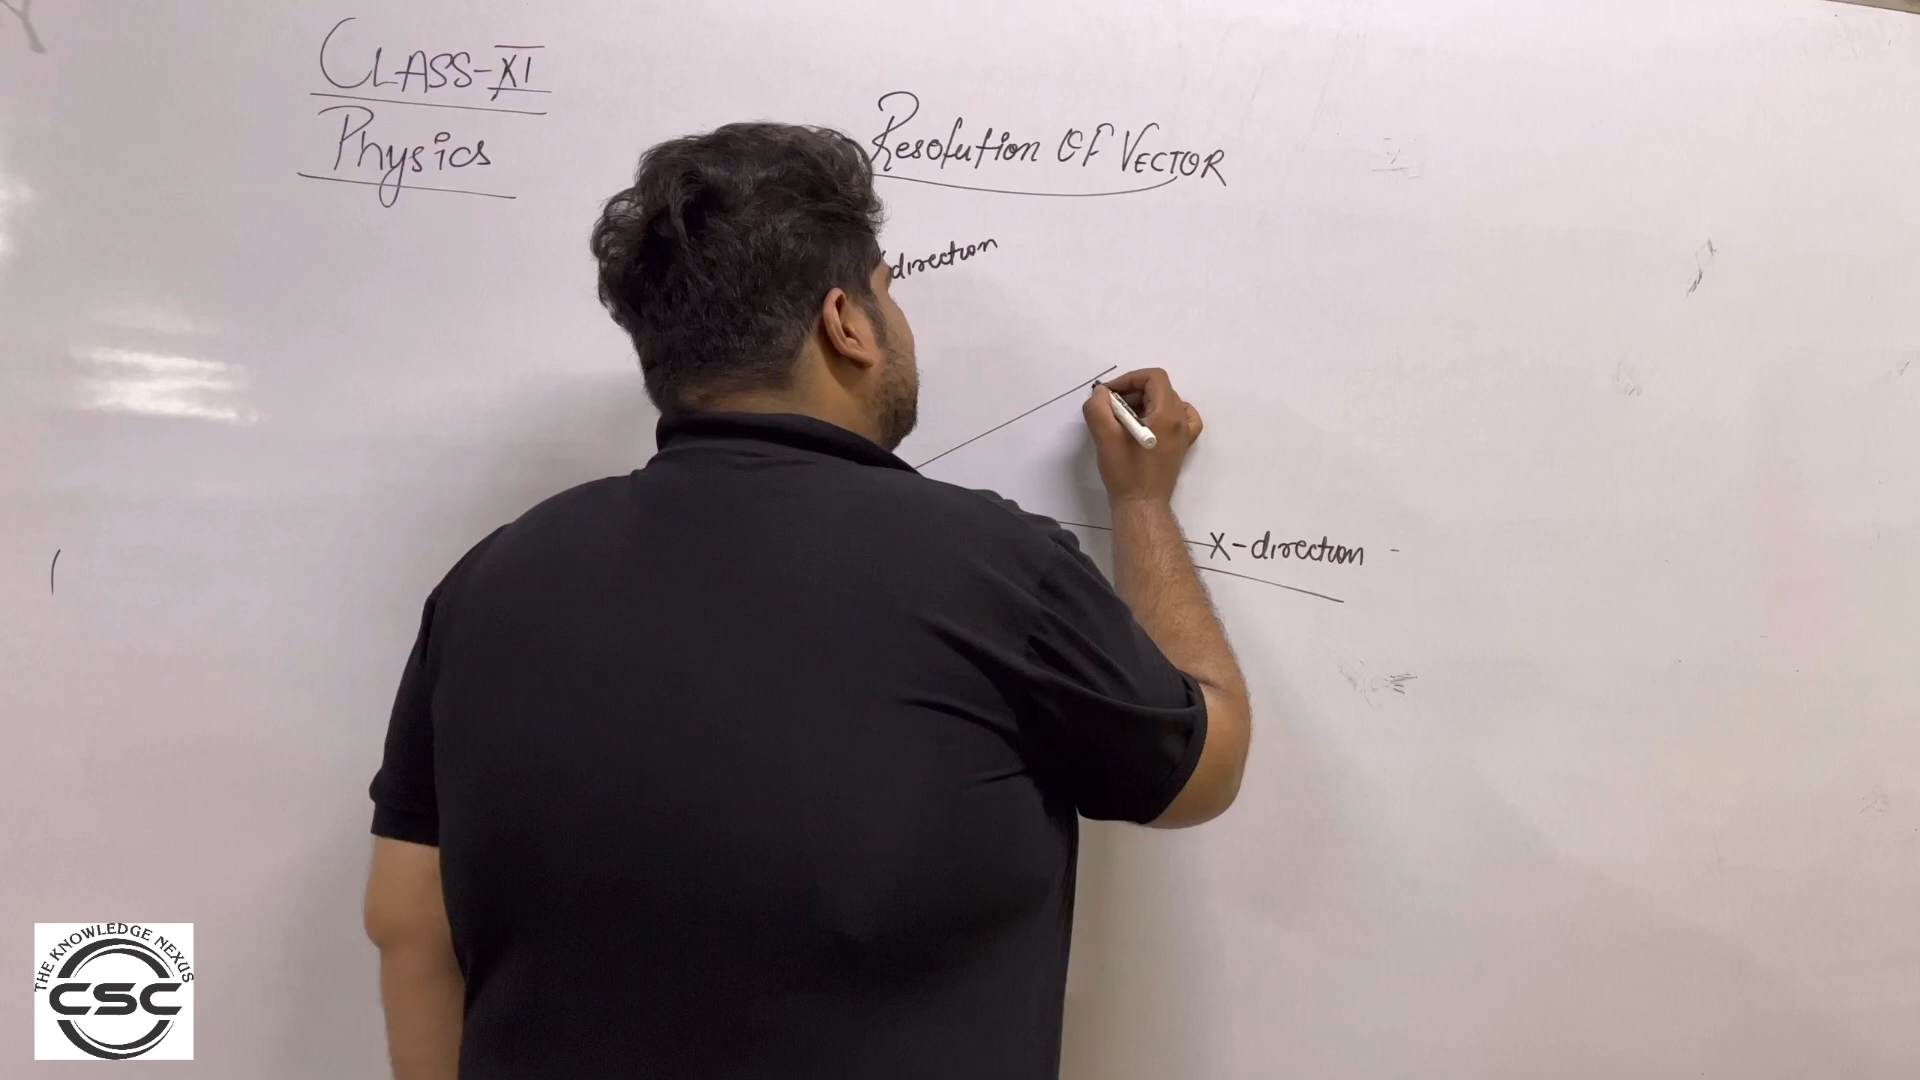 CLASS-XI
Physics
Resolution OF VECTOR
direction
X-direction
THE KNOWLEDGE NEXUS
CSC